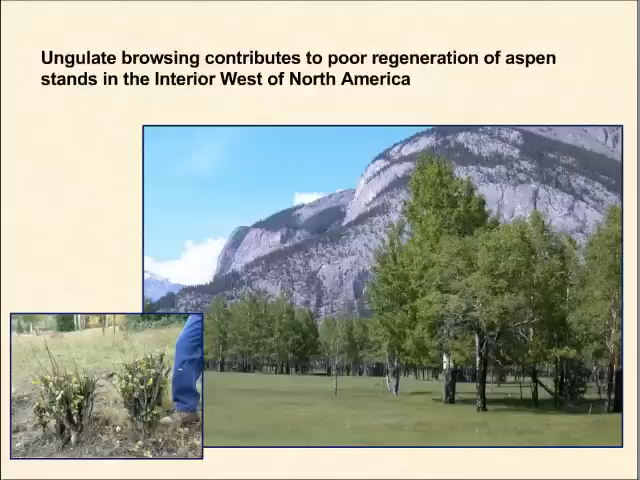 Ungulate browsing contributes to poor regeneration of aspen
stands in the Interior West of North America